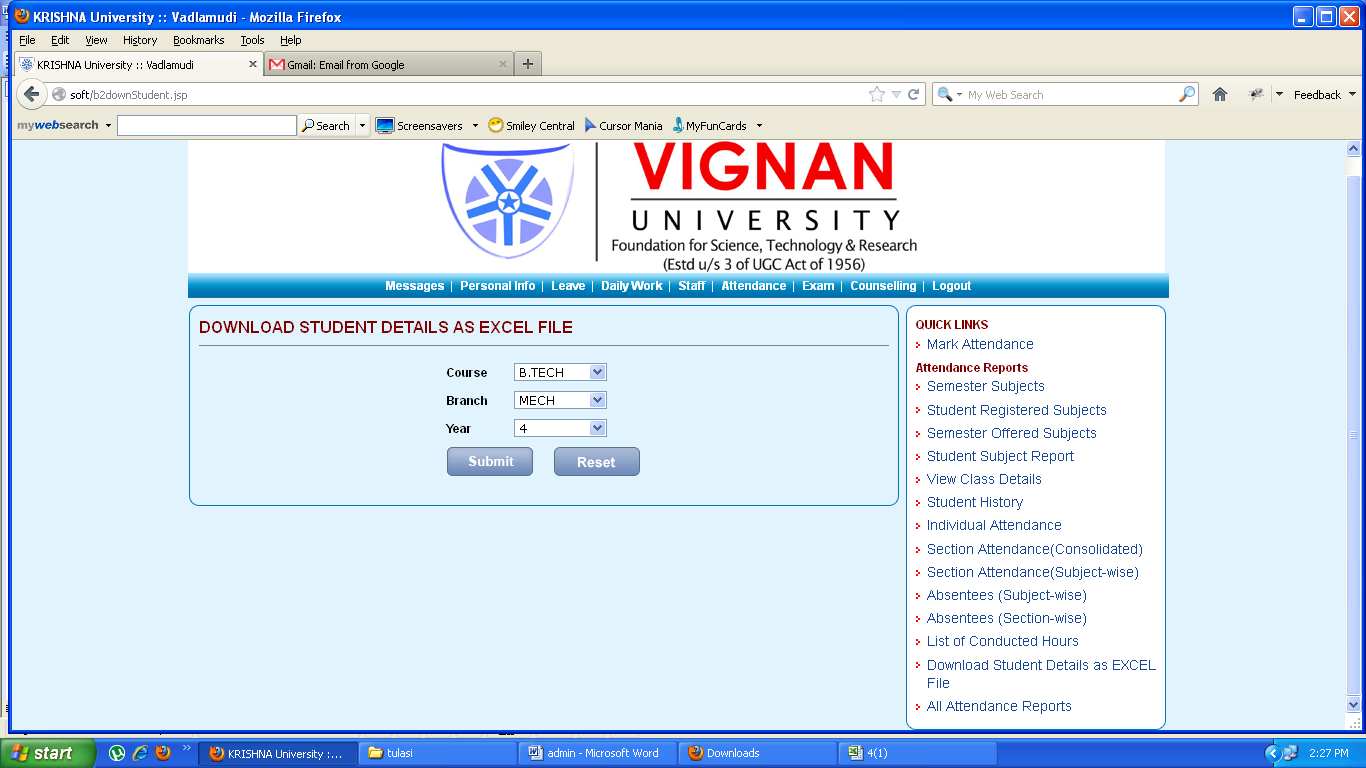 KRISHNA University :: Vadlamudi - Mozilla Firefox
File Edit View History Bookmarks Tools Help
KRISHNA University :: Vadlamudi
Gmail: Email from Google
soft/b2downStudent.jsp
My Web Search
Feedback
mywebsearch
Search
Screensavers
Smiley Central
Cursor Mania
MyFunCards
VIGNAN
UNIVERSITY
Foundation for Science, Technology & Research
(Estd u/s 3 of UGC Act of 1956)
Messages | Personal Info | Leave | Daily Work | Staff | Attendance | Exam | Counselling | Logout
DOWNLOAD STUDENT DETAILS AS EXCEL FILE
Course B.TECH
Branch MECH
Year 4
Submit Reset
QUICK LINKS
Mark Attendance
Attendance Reports
Semester Subjects
Student Registered Subjects
Semester Offered Subjects
Student Subject Report
View Class Details
Student History
Individual Attendance
Section Attendance(Consolidated)
Section Attendance(Subject-wise)
Absentees (Subject-wise)
Absentees (Section-wise)
List of Conducted Hours
Download Student Details as EXCEL
File
All Attendance Reports
start
KRISHNA University :...
tulasi
admin - Microsoft Word
Downloads
4(1)
2:27 PM